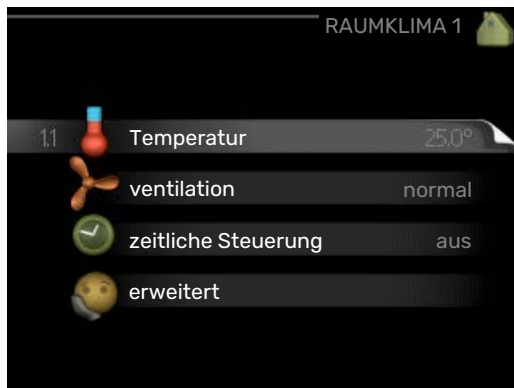 RAUMKLIMA 1
1.1 Temperatur 25.0°
ventilation normal
zeitliche Steuerung aus
erweitert